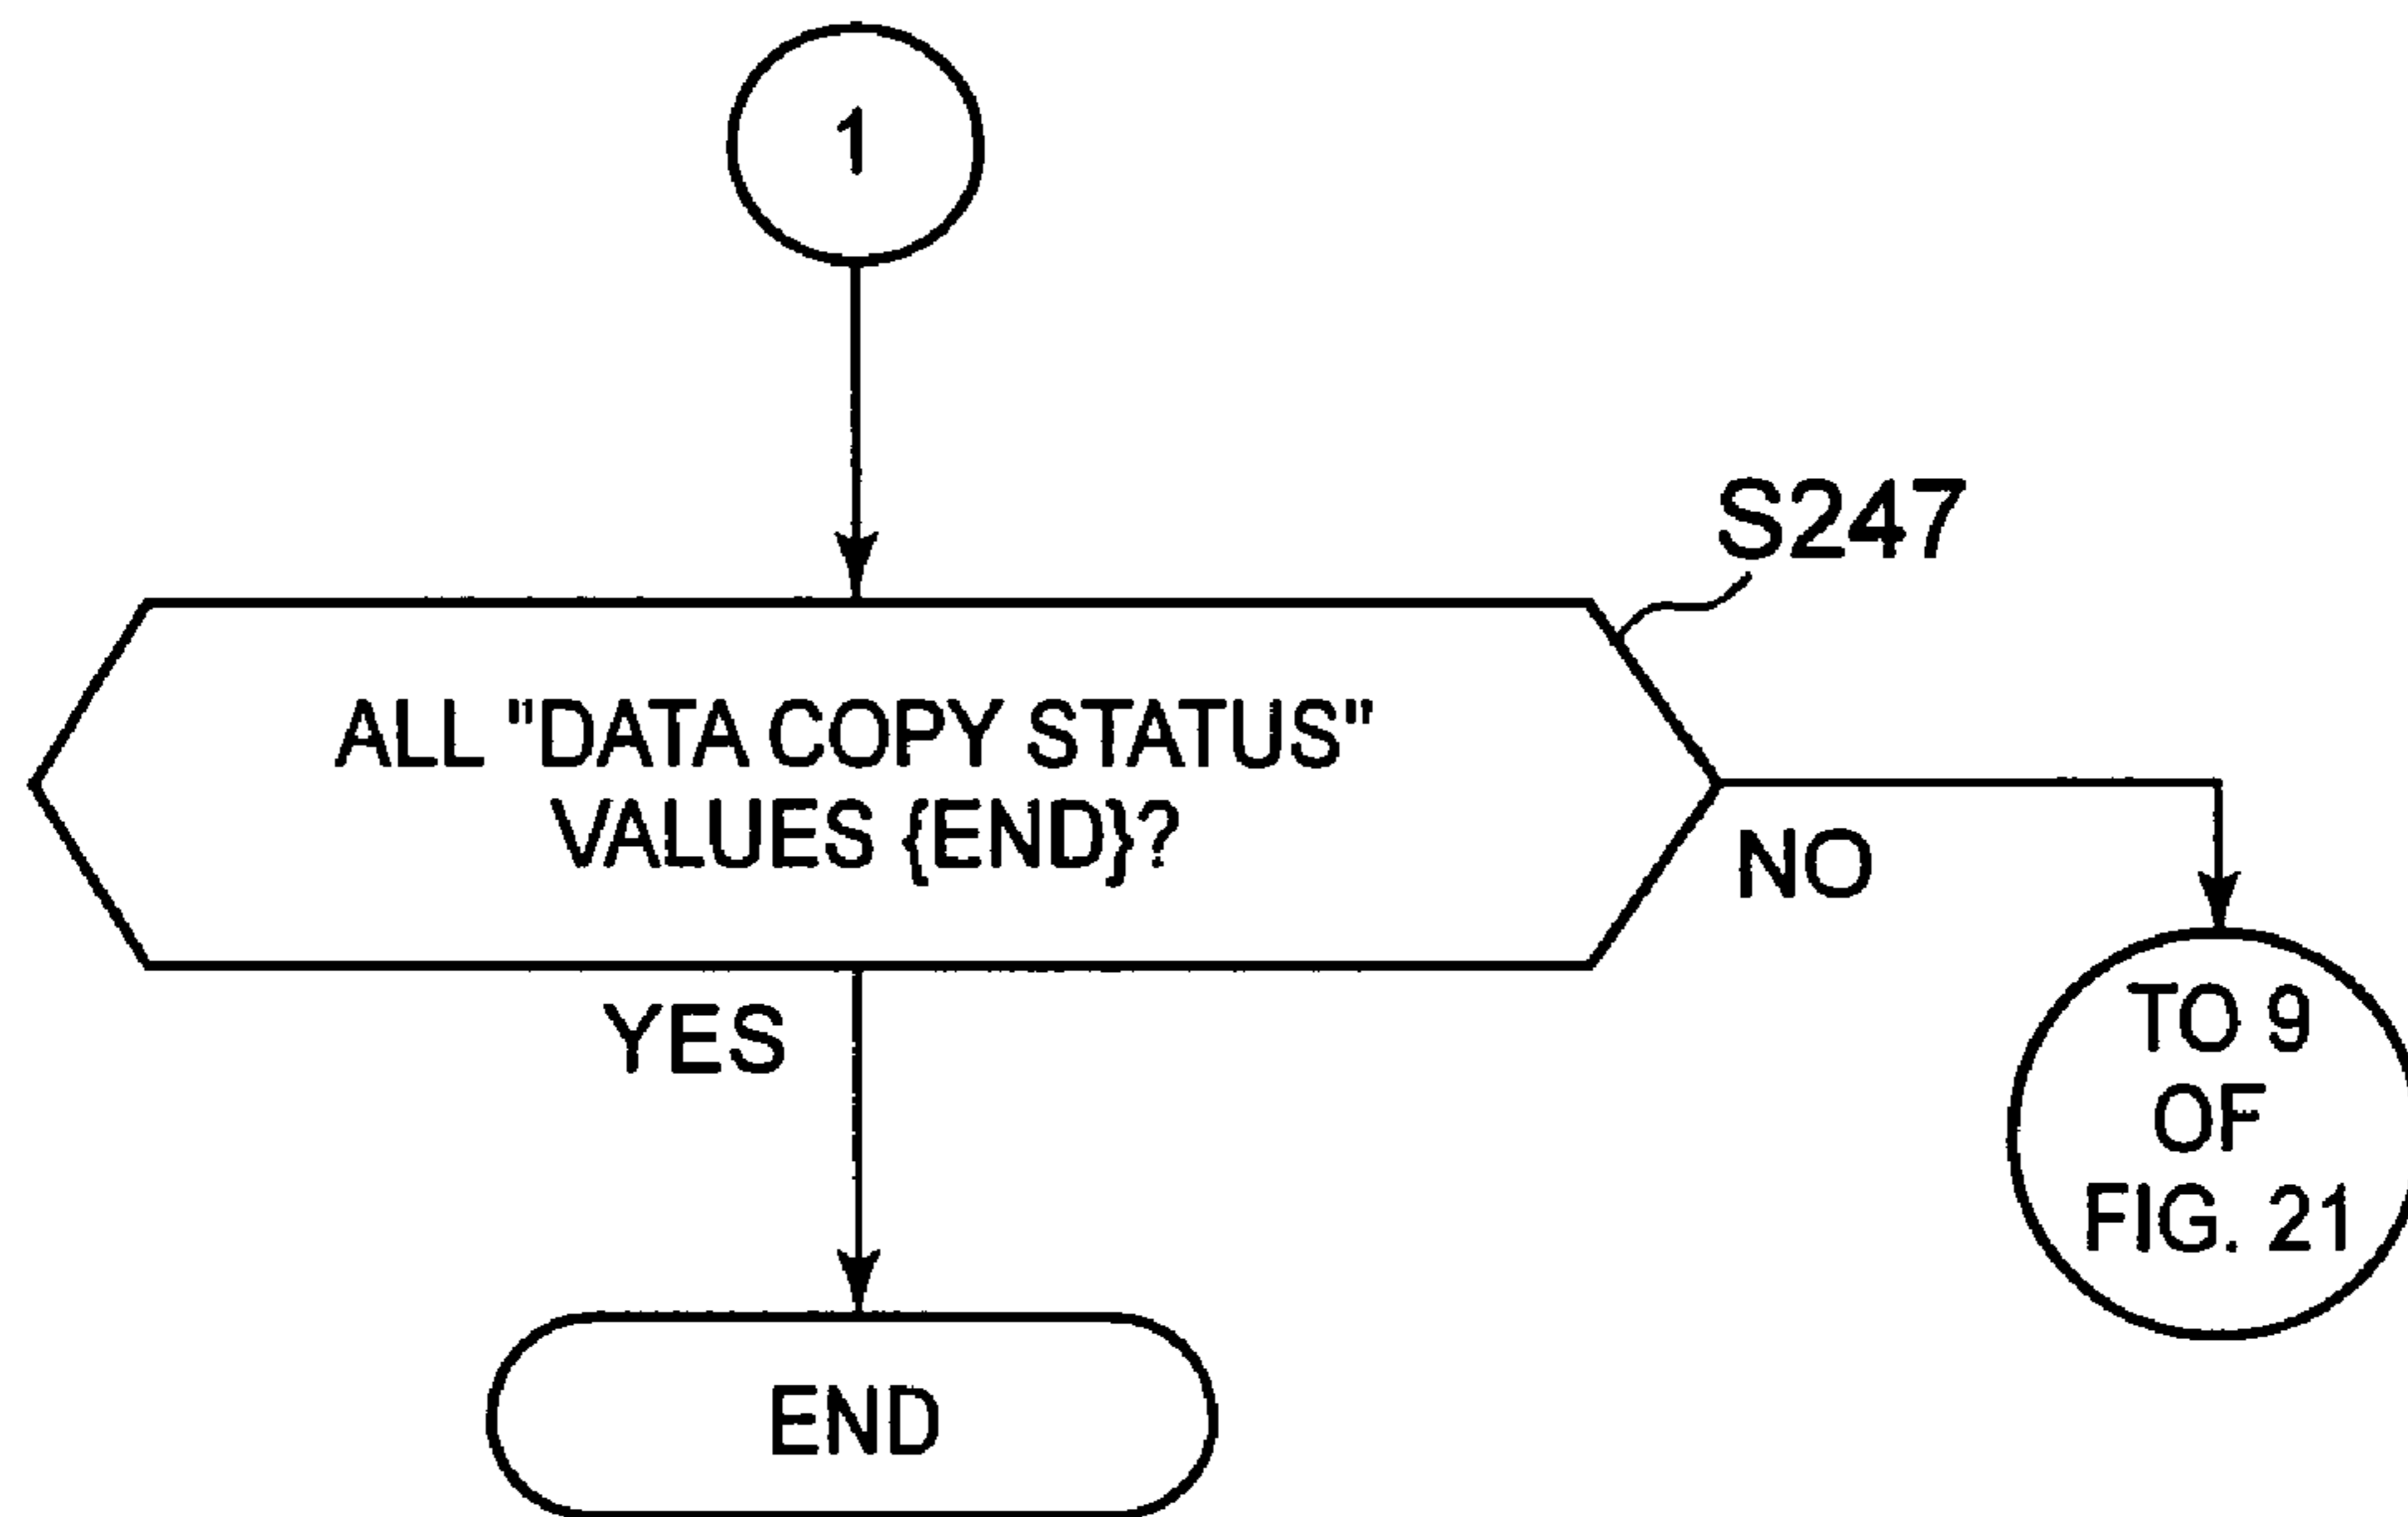 1
S247
ALL "DATA COPY STATUS"
VALUES {END}?
NO
YES
TO 9
OF
FIG. 21
END